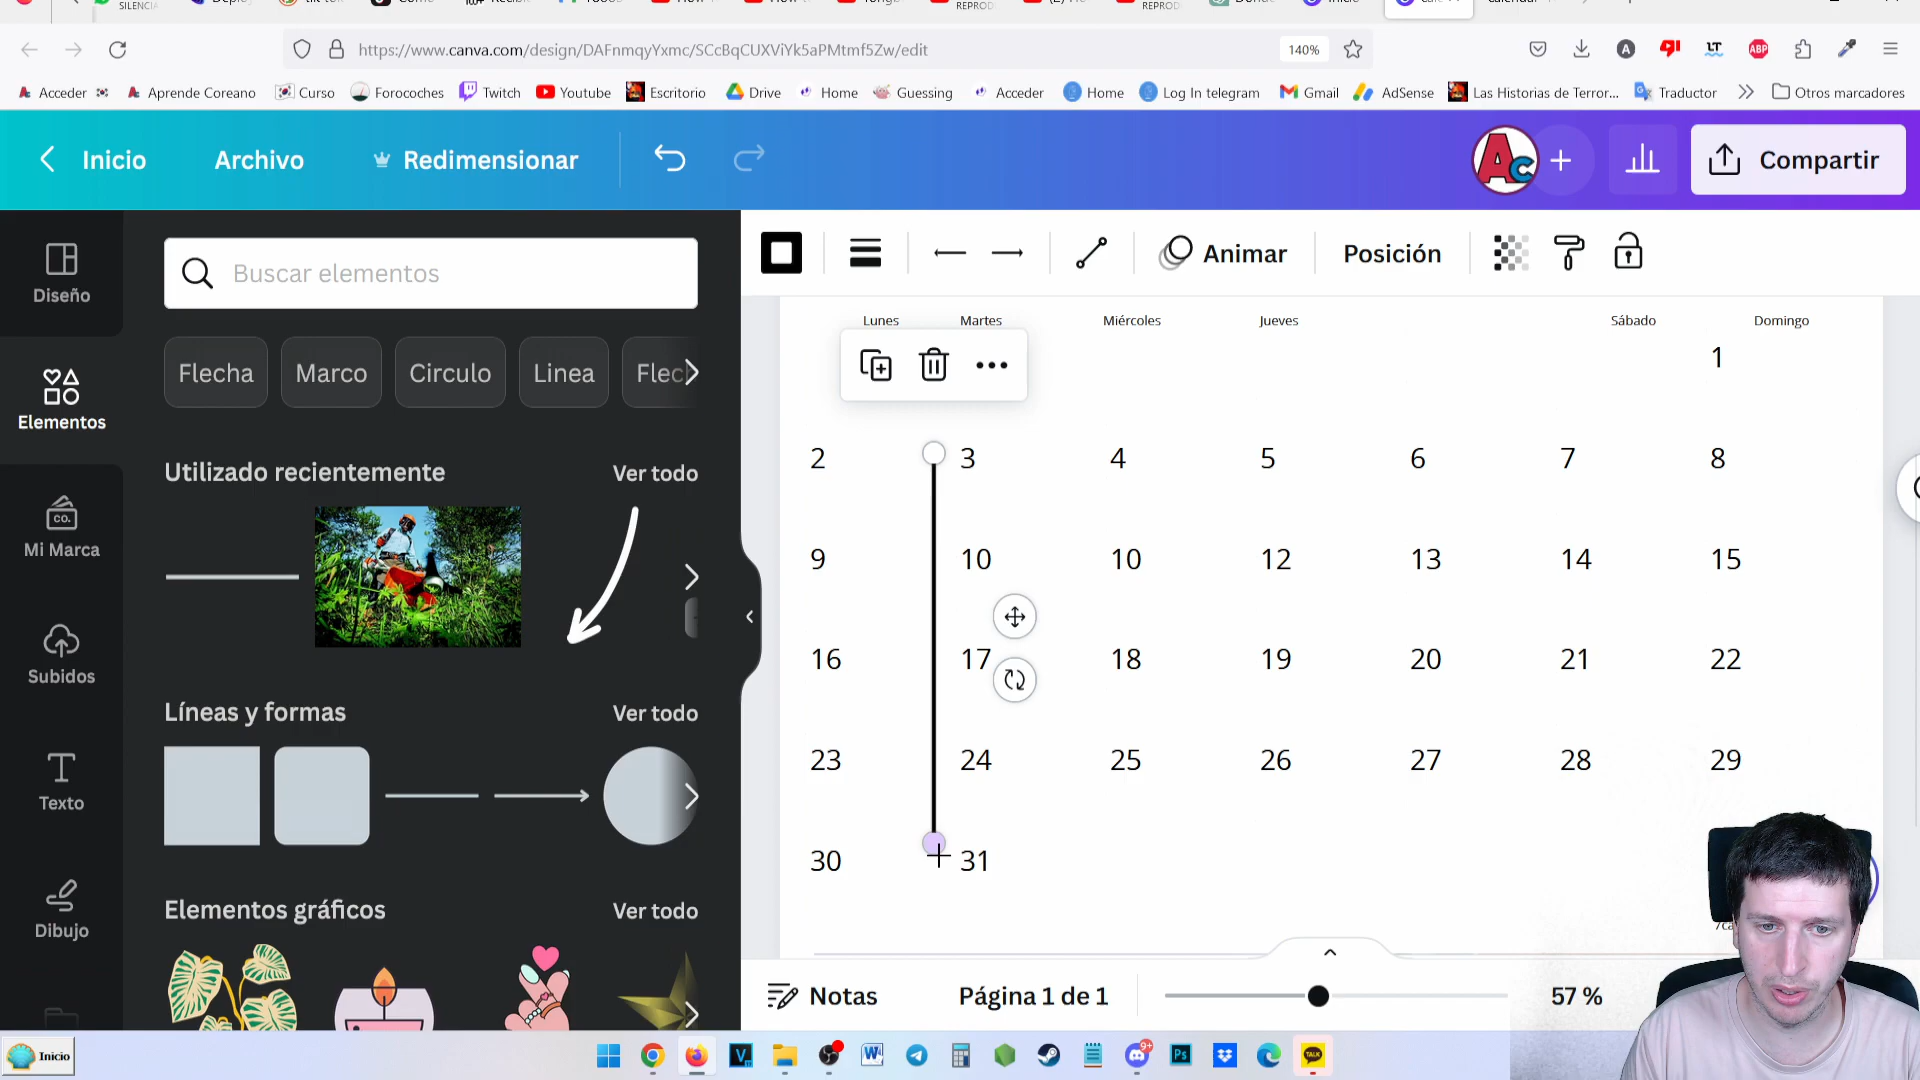 SILENCIA
REPROD
REPROD
https://www.canva.com/design/DAFnmqyYxmc/SCcBqCUXViYk5aPMtmf5Zw/edit
140%
Acceder
Aprende Coreano
Curso
Forocoches
Twitch
Youtube
Escritorio
Drive
Home
Guessing
Acceder
Home
Log In telegram
Gmail
AdSense
Las Historias de Terror...
Traductor
Otros marcadores
Inicio
Archivo
Redimensionar
Compartir
Diseño
Elementos
Mi Marca
Subidos
Texto
Dibujo
Buscar elementos
Flecha
Marco
Circulo
Linea
Flec
Utilizado recientemente
Ver todo
Líneas y formas
Ver todo
Elementos gráficos
Ver todo
Animar
Posición
Lunes Martes Miércoles Jueves Sábado Domingo
1
2 3 4 5 6 7 8
9 10 10 12 13 14 15
16 17 18 19 20 21 22
23 24 25 26 27 28 29
30 31
Notas
Página 1 de 1
57 %
Inicio